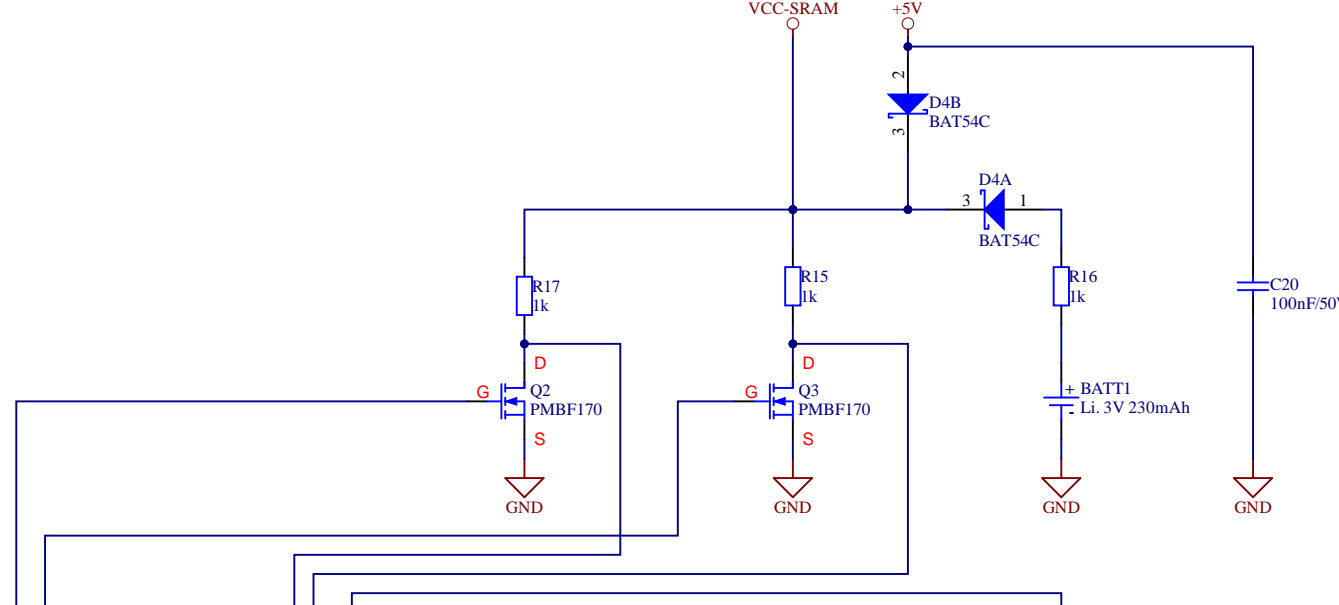 VCC-SRAM
+5V
2
D4B
BAT54C
3
D4A
3
1
BAT54C
R17
1k
R15
1k
R16
1k
C20
100nF/50V
D
G
Q2
PMBF170
S
D
G
Q3
PMBF170
S
+
BATT1
-
Li. 3V 230mAh
GND
GND
GND
GND